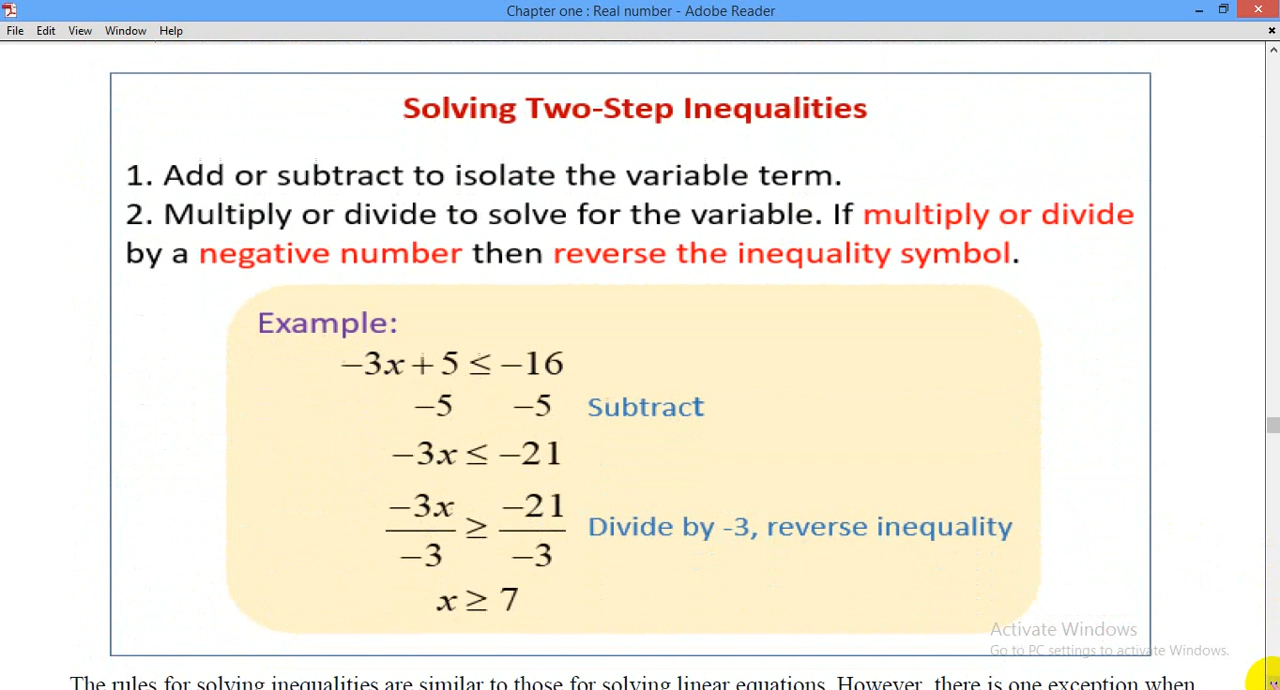 Chapter one : Real number - Adobe Reader
File Edit View Window Help
Solving Two-Step Inequalities
1. Add or subtract to isolate the variable term.
2. Multiply or divide to solve for the variable. If multiply or divide
by a negative number then reverse the inequality symbol.
Example:
−3x + 5 ≤ −16
−5 −5 Subtract
−3x ≤ −21
−3x/−3 ≥ −21/−3 Divide by -3, reverse inequality
x ≥ 7
Activate Windows
Go to PC settings to activate Windows.
The rules for solving inequalities are similar to those for solving linear equations. However, there is one exception when